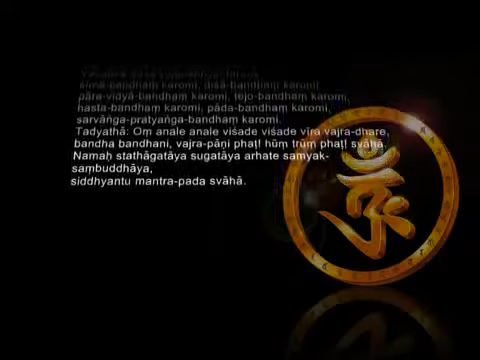 sīmā-bandhaṃ karomi, diśā-bandhaṃ karomi,
pāra-vidyā-bandhaṃ karomi, tejo-bandhaṃ karomi,
hasta-bandhaṃ karomi, pāda-bandhaṃ karomi,
sarvāṅga-pratyaṅga-bandhaṃ karomi.
Tadyathā: Oṃ anale anale viśade viśade vīra vajra-dhare,
bandha bandhani, vajra-pāṇi phaṭ! hūṃ trūṃ phaṭ! svāhā.
Namaḥ stathāgatāya sugatāya arhate samyak-
saṃbuddhāya,
siddhyantu mantra-pada svāhā.